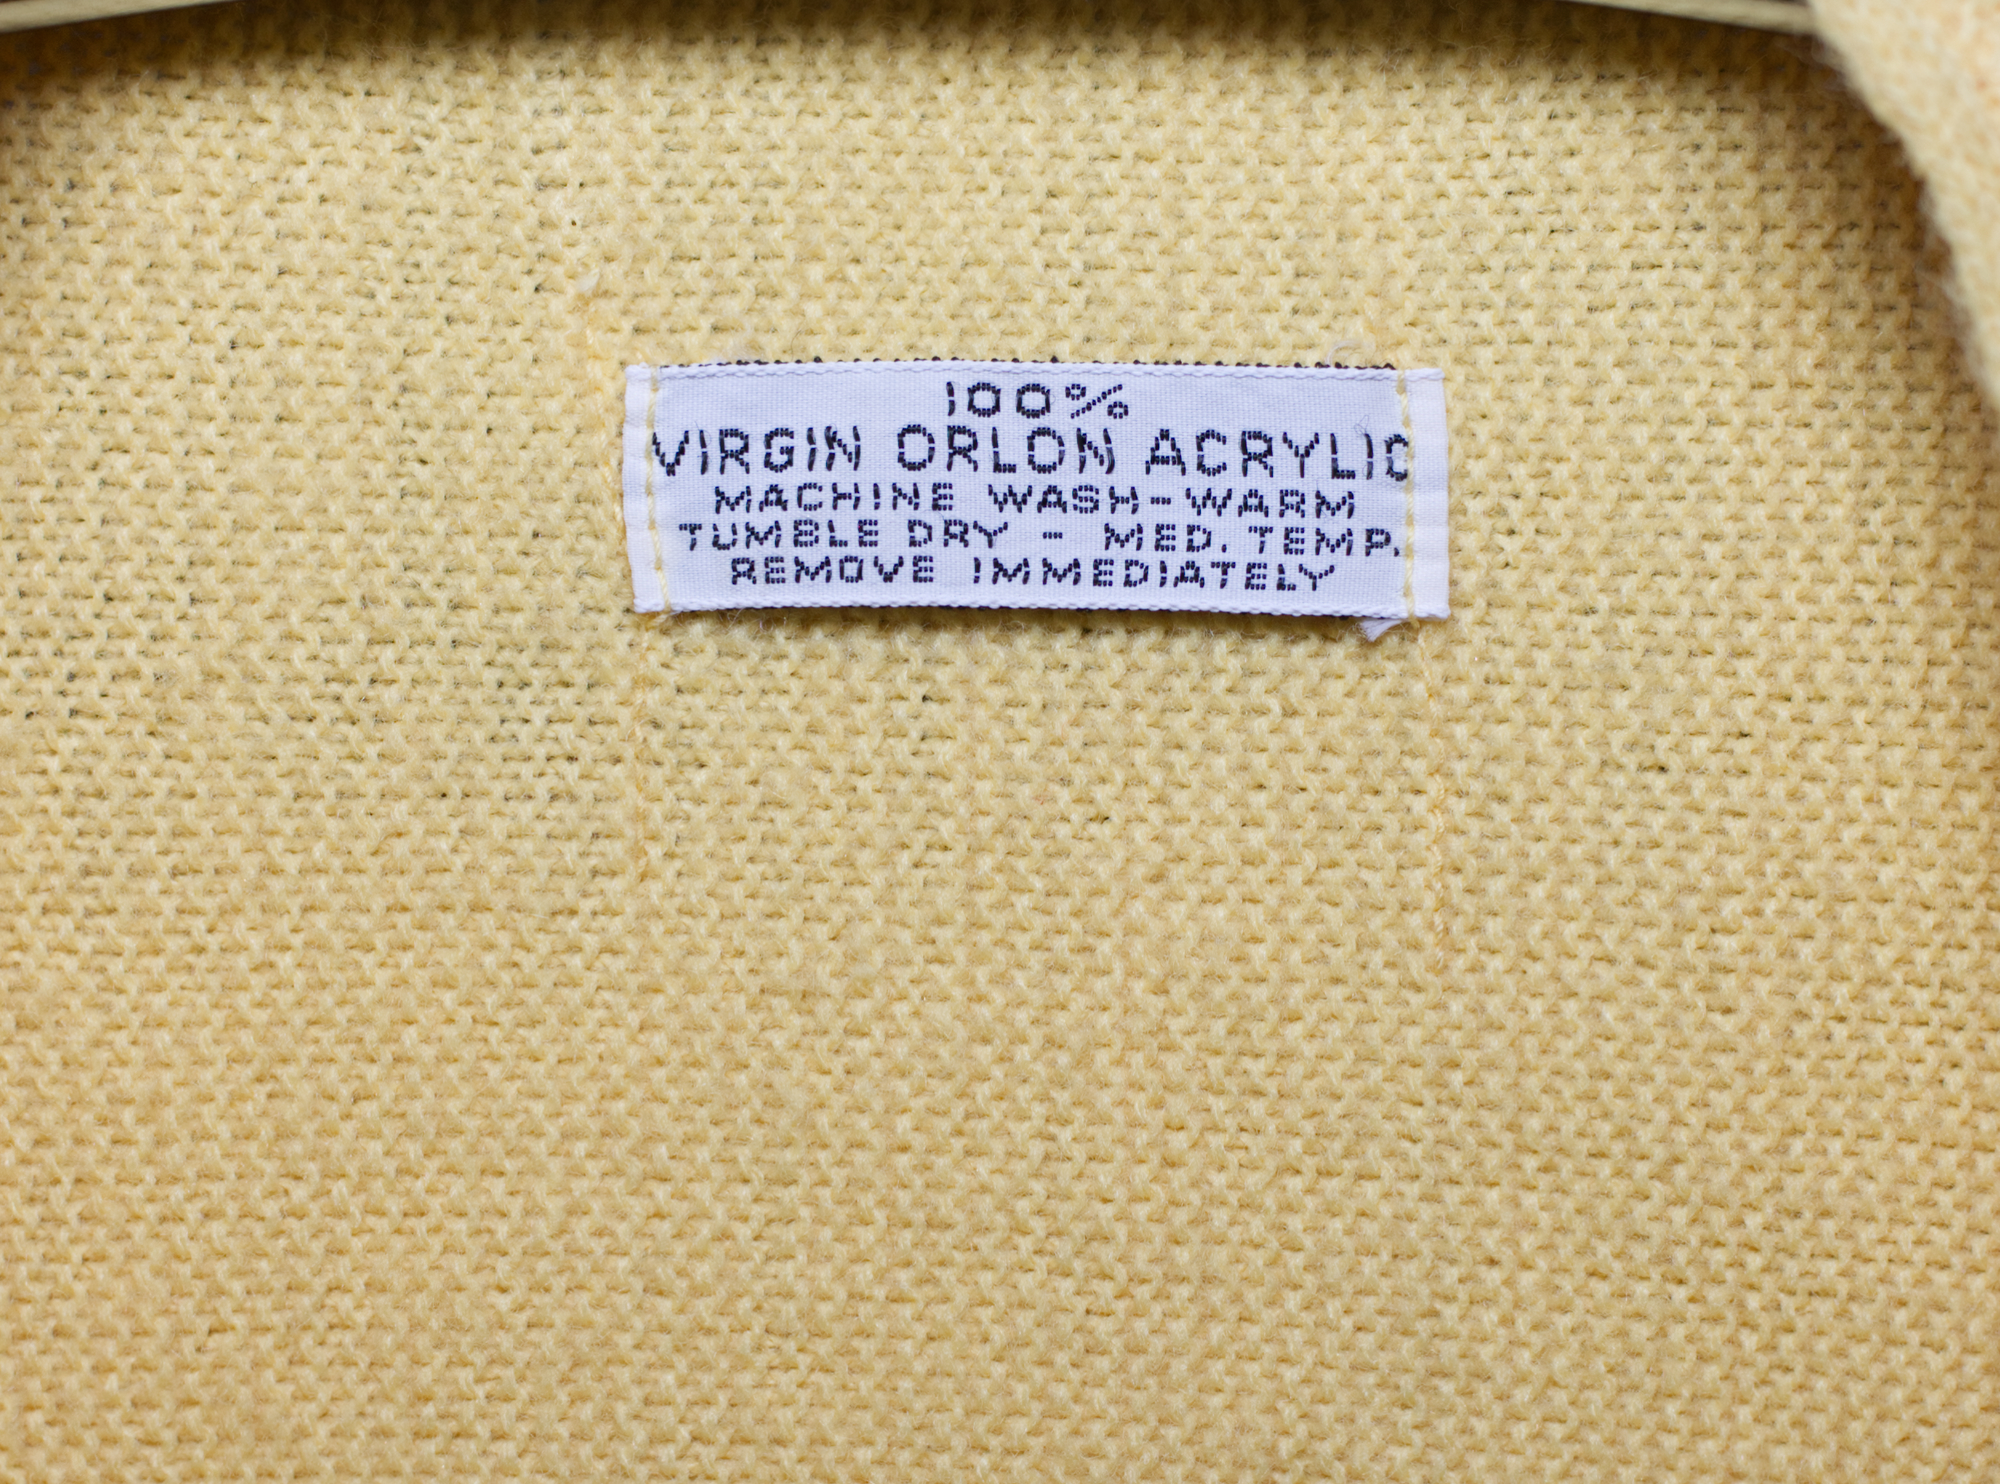 100%
VIRGIN ORLON ACRYLIC
MACHINE WASH-WARM
TUMBLE DRY - MED. TEMP.
REMOVE IMMEDIATELY